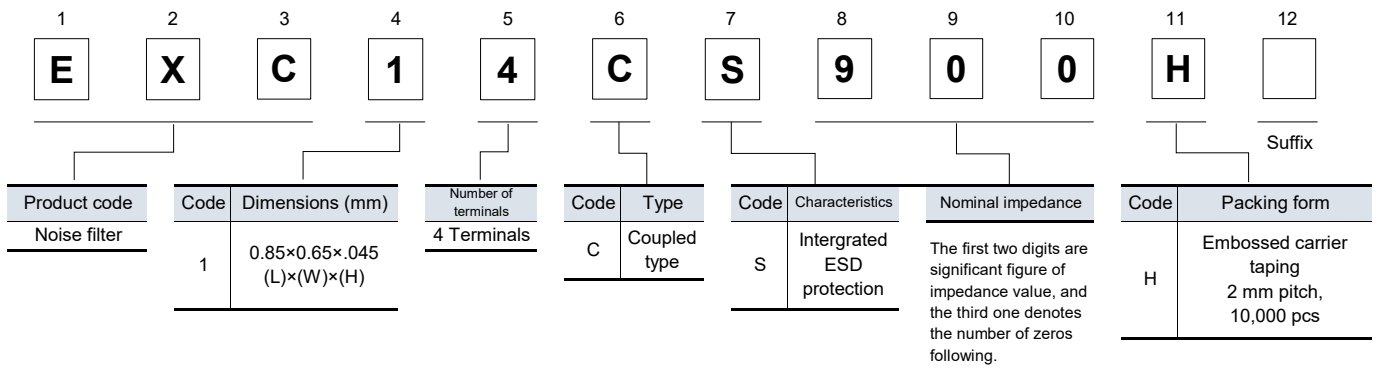 1 2 3 4 5 6 7 8 9 10 11 12
E X C 1 4 C S 9 0 0 H
Suffix
Product code
Noise filter
Code Dimensions (mm)
1
0.85×0.65×.045
(L)×(W)×(H)
Number of
terminals
4 Terminals
Code Type
C
Coupled
type
Code Characteristics
S
Intergrated
ESD
protection
Nominal impedance
The first two digits are
significant figure of
impedance value, and
the third one denotes
the number of zeros
following.
Code Packing form
H
Embossed carrier
taping
2 mm pitch,
10,000 pcs